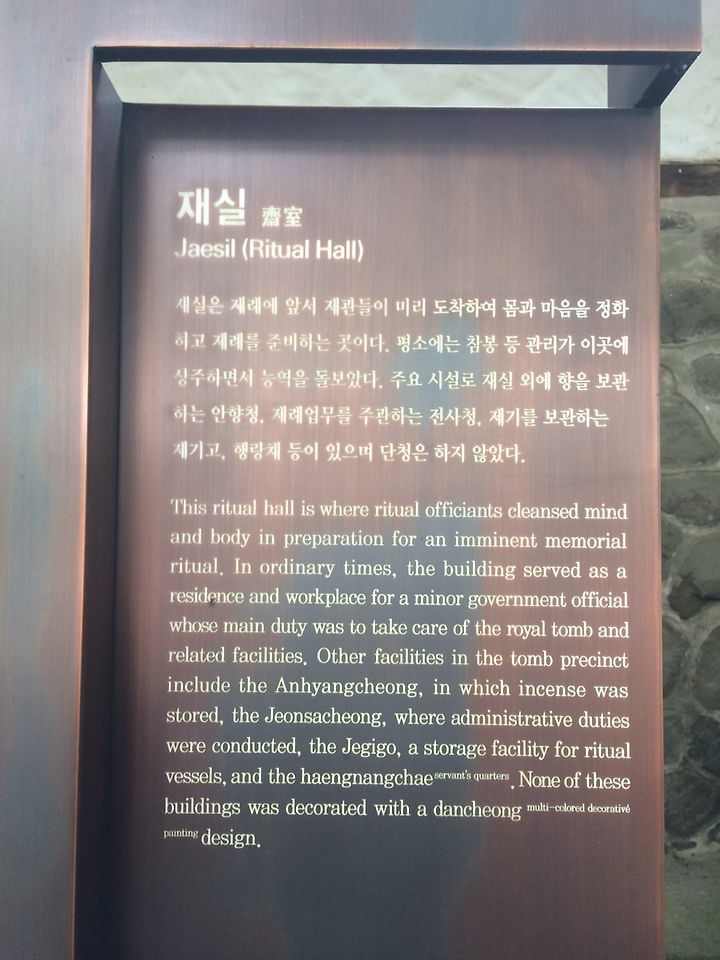 재실 齋室
Jaesil (Ritual Hall)
재실은 제례에 앞서 제관들이 미리 도착하여 몸과 마음을 정화
하고 제례를 준비하는 곳이다. 평소에는 참봉 등 관리가 이곳에
상주하면서 능역을 돌보았다. 주요 시설로 재실 외에 향을 보관
하는 안향청, 제례업무를 주관하는 전사청, 제기를 보관하는
제기고, 행랑채 등이 있으며 단청은 하지 않았다.
This ritual hall is where ritual officiants cleansed mind
and body in preparation for an imminent memorial
ritual. In ordinary times, the building served as a
residence and workplace for a minor government official
whose main duty was to take care of the royal tomb and
related facilities. Other facilities in the tomb precinct
include the Anhyangcheong, in which incense was
stored, the Jeonsacheong, where administrative duties
were conducted, the Jegigo, a storage facility for ritual
vessels, and the haengnangchae servant's quarters. None of these
buildings was decorated with a dancheong multi-colored decorative
painting design.